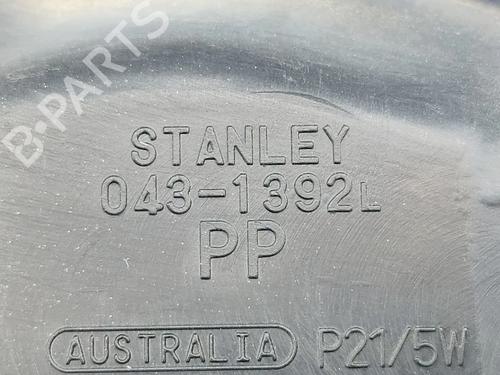 B-PARTS
STANLEY
043-1392L
PP
AUSTRALIA P21/5W